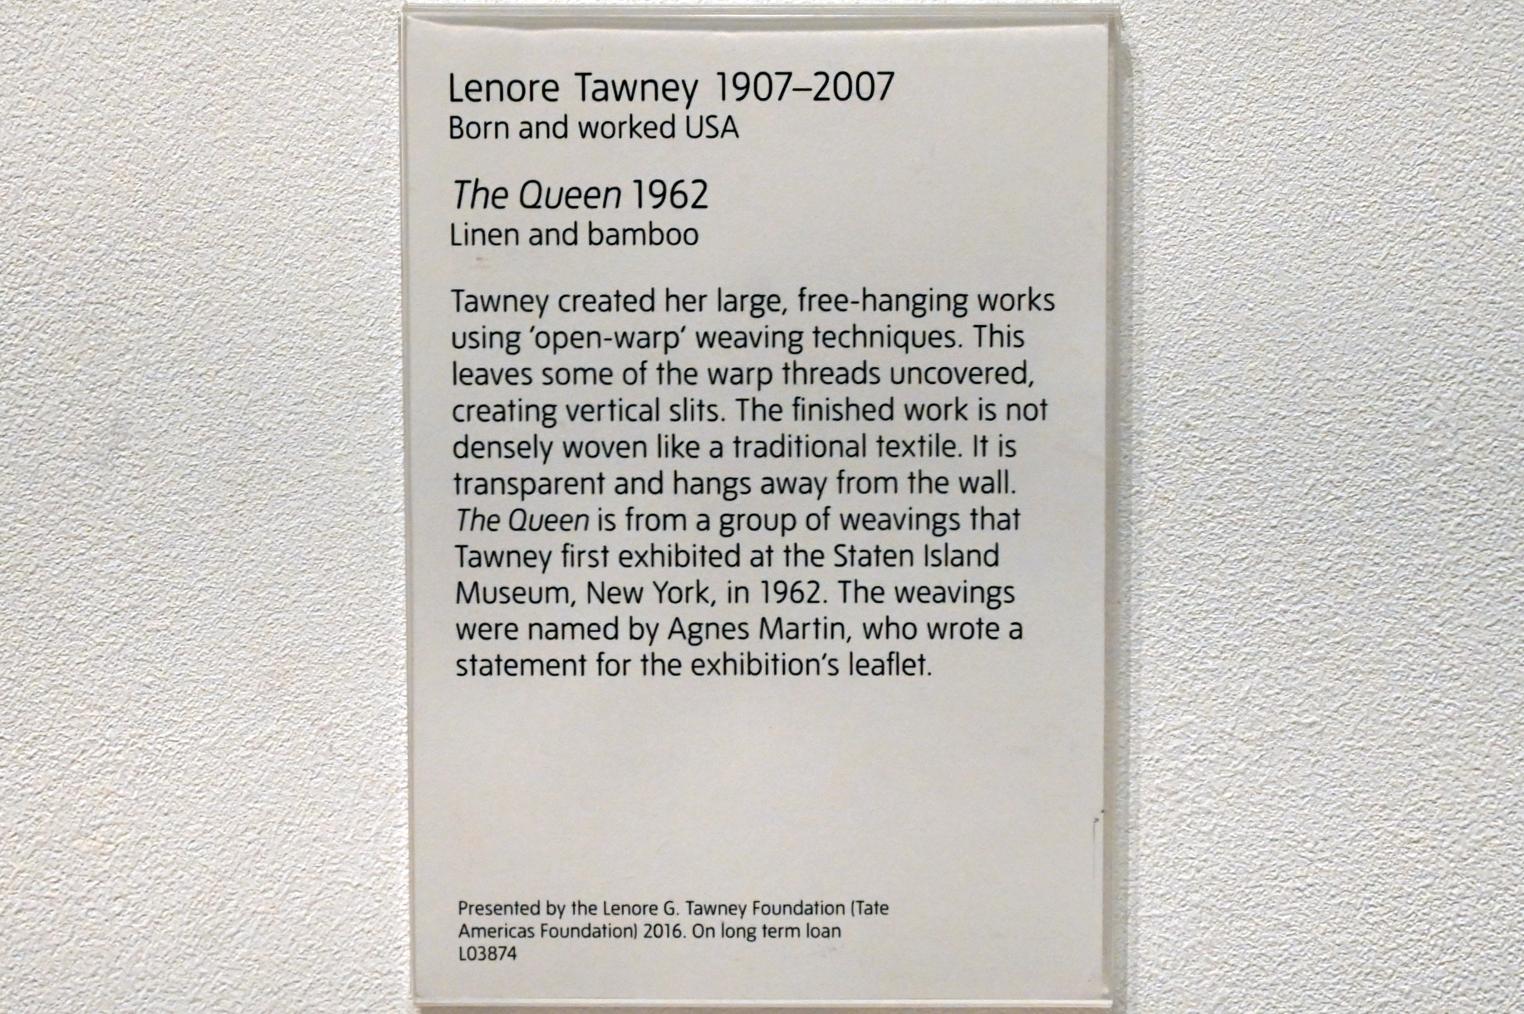 Lenore Tawney 1907–2007
Born and worked USA
The Queen 1962
Linen and bamboo
Tawney created her large, free-hanging works
using ‘open-warp’ weaving techniques. This
leaves some of the warp threads uncovered,
creating vertical slits. The finished work is not
densely woven like a traditional textile. It is
transparent and hangs away from the wall.
The Queen is from a group of weavings that
Tawney first exhibited at the Staten Island
Museum, New York, in 1962. The weavings
were named by Agnes Martin, who wrote a
statement for the exhibition’s leaflet.
Presented by the Lenore G. Tawney Foundation (Tate
Americas Foundation) 2016. On long term loan
L03874